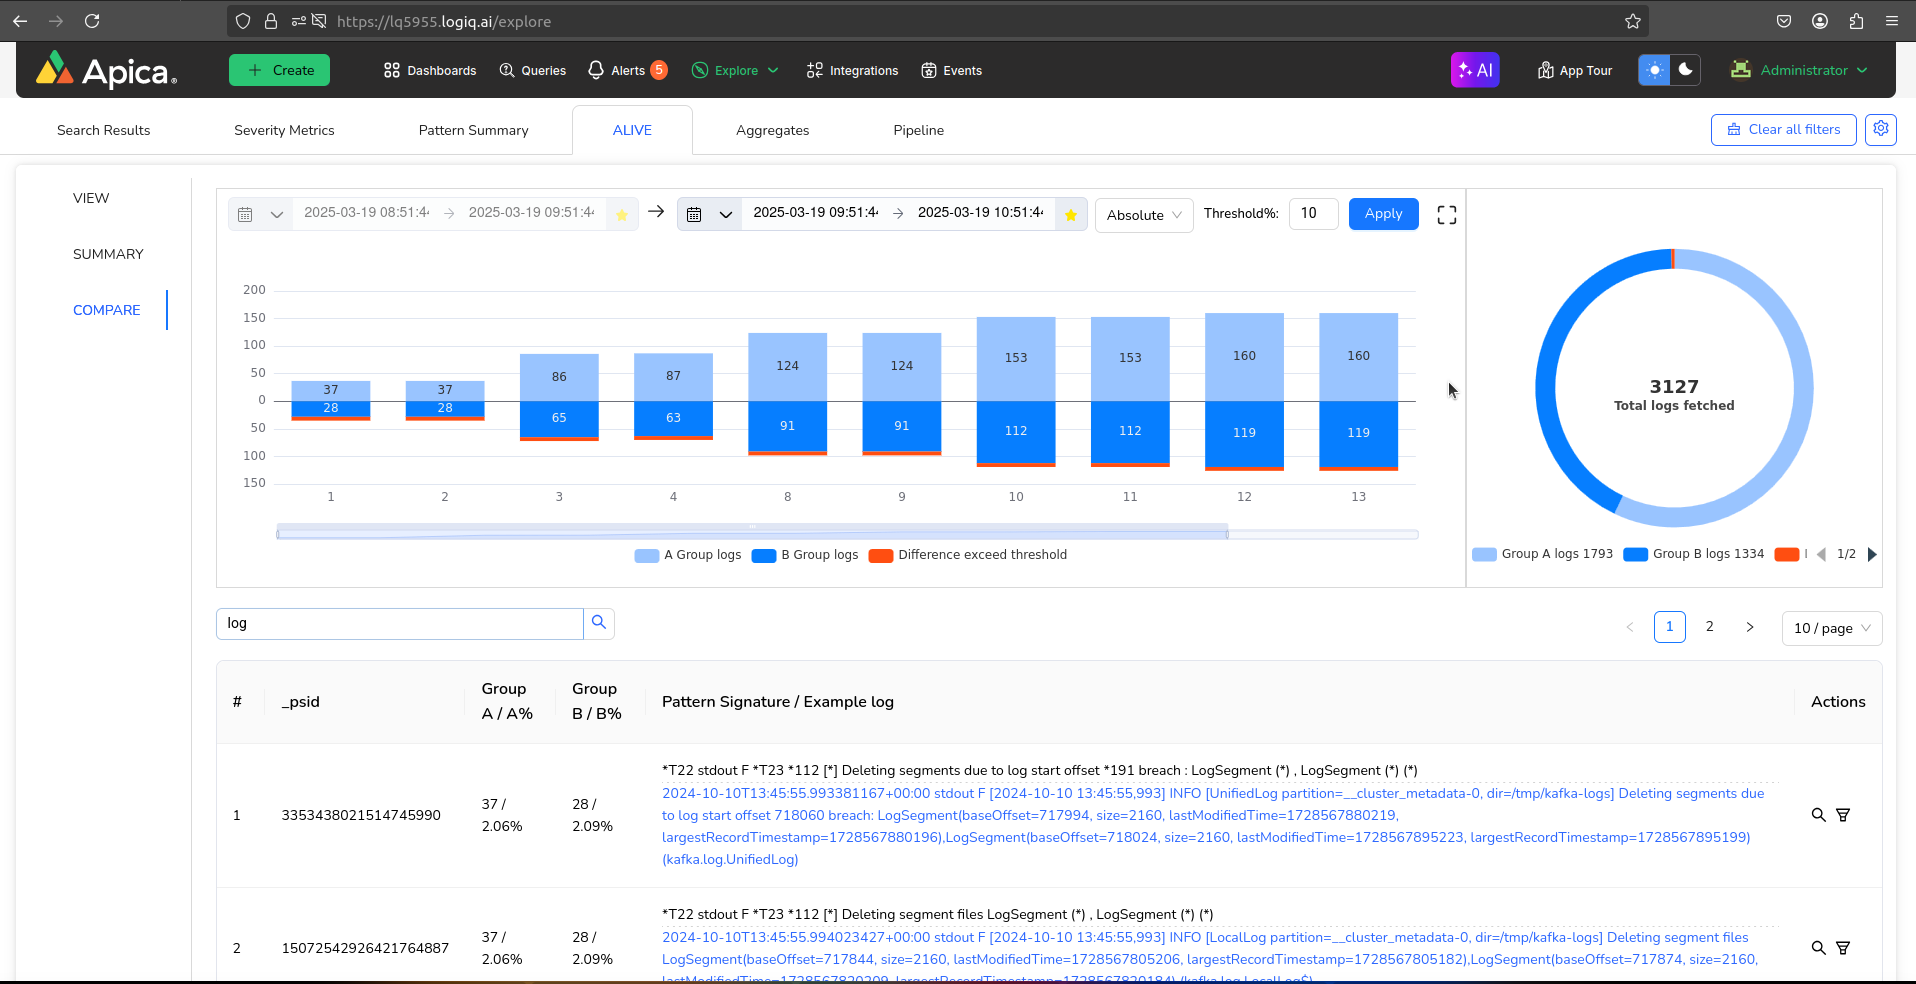 https://lq5955.logiq.ai/explore
Apica.
Create
Dashboards
Queries
Alerts 5
Explore
Integrations
Events
AI
App Tour
Administrator
Search Results
Severity Metrics
Pattern Summary
ALIVE
Aggregates
Pipeline
Clear all filters
VIEW
SUMMARY
COMPARE
2025-03-19 08:51:4
2025-03-19 09:51:4
2025-03-19 09:51:4
2025-03-19 10:51:4
Absolute
Threshold%:
10
Apply
200
150
100
50
0
50
100
150
37 37 86 87 124 124 153 153 160 160
28 28 65 63 91 91 112 112 119 119
1 2 3 4 8 9 10 11 12 13
A Group logs
B Group logs
Difference exceed threshold
3127
Total logs fetched
Group A logs 1793
Group B logs 1334
1/2
log
1
2
10 / page
#
_psid
Group A / A%
Group B / B%
Pattern Signature / Example log
Actions
1
3353438021514745990
37 /
2.06%
28 /
2.09%
*T22 stdout F *T23 *112 [*] Deleting segments due to log start offset *191 breach : LogSegment (*) , LogSegment (*) (*)
2024-10-10T13:45:55.993381167+00:00 stdout F [2024-10-10 13:45:55,993] INFO [UnifiedLog partition=__cluster_metadata-0, dir=/tmp/kafka-logs] Deleting segments due
to log start offset 718060 breach: LogSegment(baseOffset=717994, size=2160, lastModifiedTime=1728567880219,
largestRecordTimestamp=1728567880196),LogSegment(baseOffset=718024, size=2160, lastModifiedTime=1728567895223, largestRecordTimestamp=1728567895199)
(kafka.log.UnifiedLog)
2
15072542926421764887
37 /
2.06%
28 /
2.09%
*T22 stdout F *T23 *112 [*] Deleting segment files LogSegment (*) , LogSegment (*) (*)
2024-10-10T13:45:55.994023427+00:00 stdout F [2024-10-10 13:45:55,993] INFO [LocalLog partition=__cluster_metadata-0, dir=/tmp/kafka-logs] Deleting segment files
LogSegment(baseOffset=717844, size=2160, lastModifiedTime=1728567805206, largestRecordTimestamp=1728567805182),LogSegment(baseOffset=717874, size=2160,